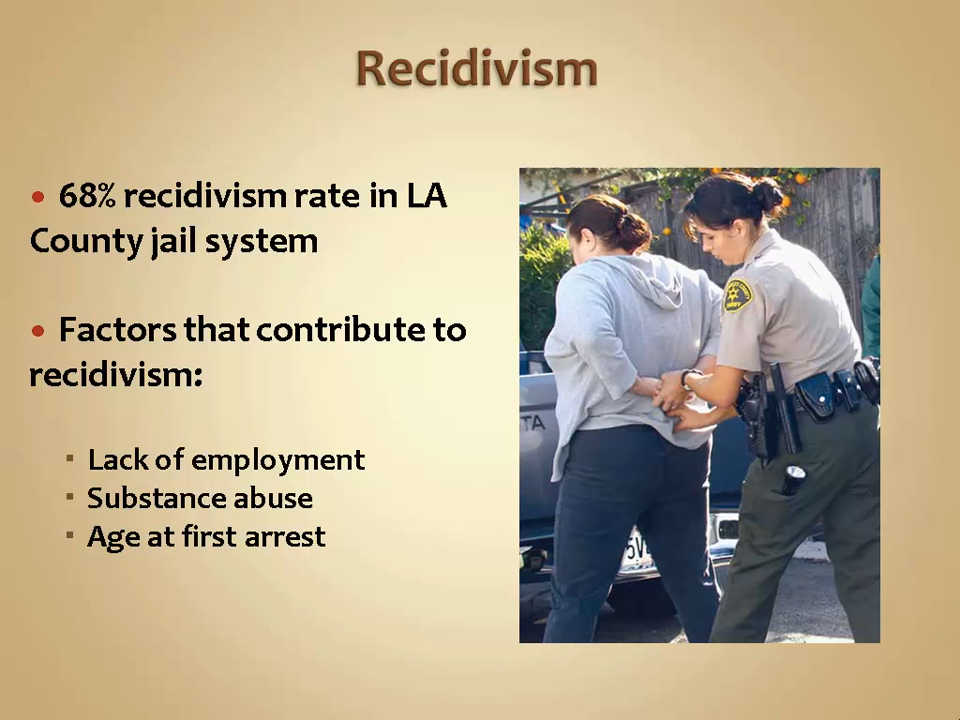 Recidivism
• 68% recidivism rate in LA
County jail system
• Factors that contribute to
recidivism:
▪ Lack of employment
▪ Substance abuse
▪ Age at first arrest
TA